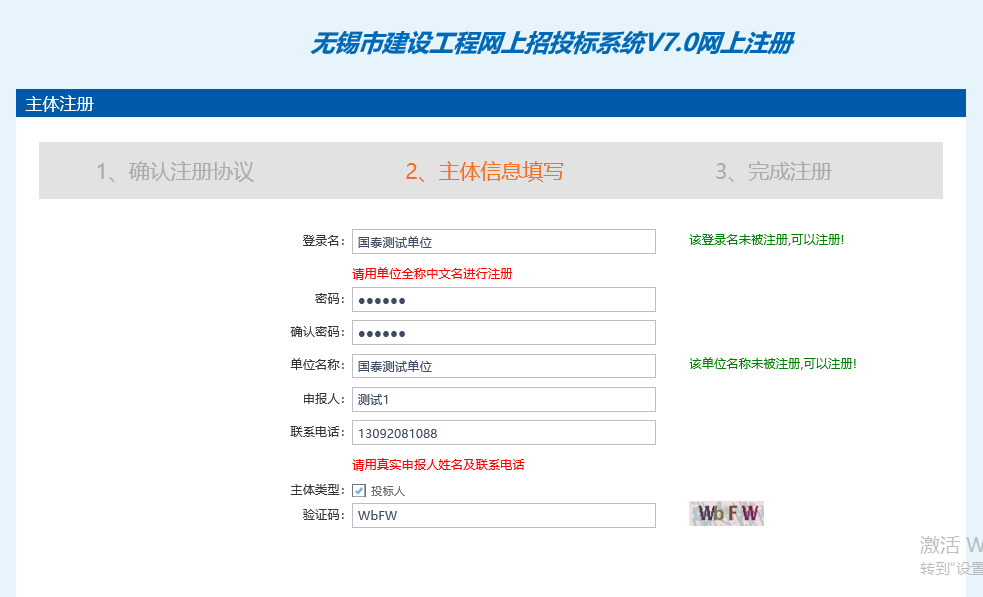 无锡市建设工程网上招投标系统V7.0网上注册
主体注册
1、确认注册协议 2、主体信息填写 3、完成注册
登录名: 国泰测试单位 该登录名未被注册,可以注册!
请用单位全称中文名进行注册
密码: ●●●●●●
确认密码: ●●●●●●
单位名称: 国泰测试单位 该单位名称未被注册,可以注册!
申报人: 测试1
联系电话: 13092081088
请用真实申报人姓名及联系电话
主体类型: 投标人
验证码: WbFW WbFW
激活 W
转到"设置